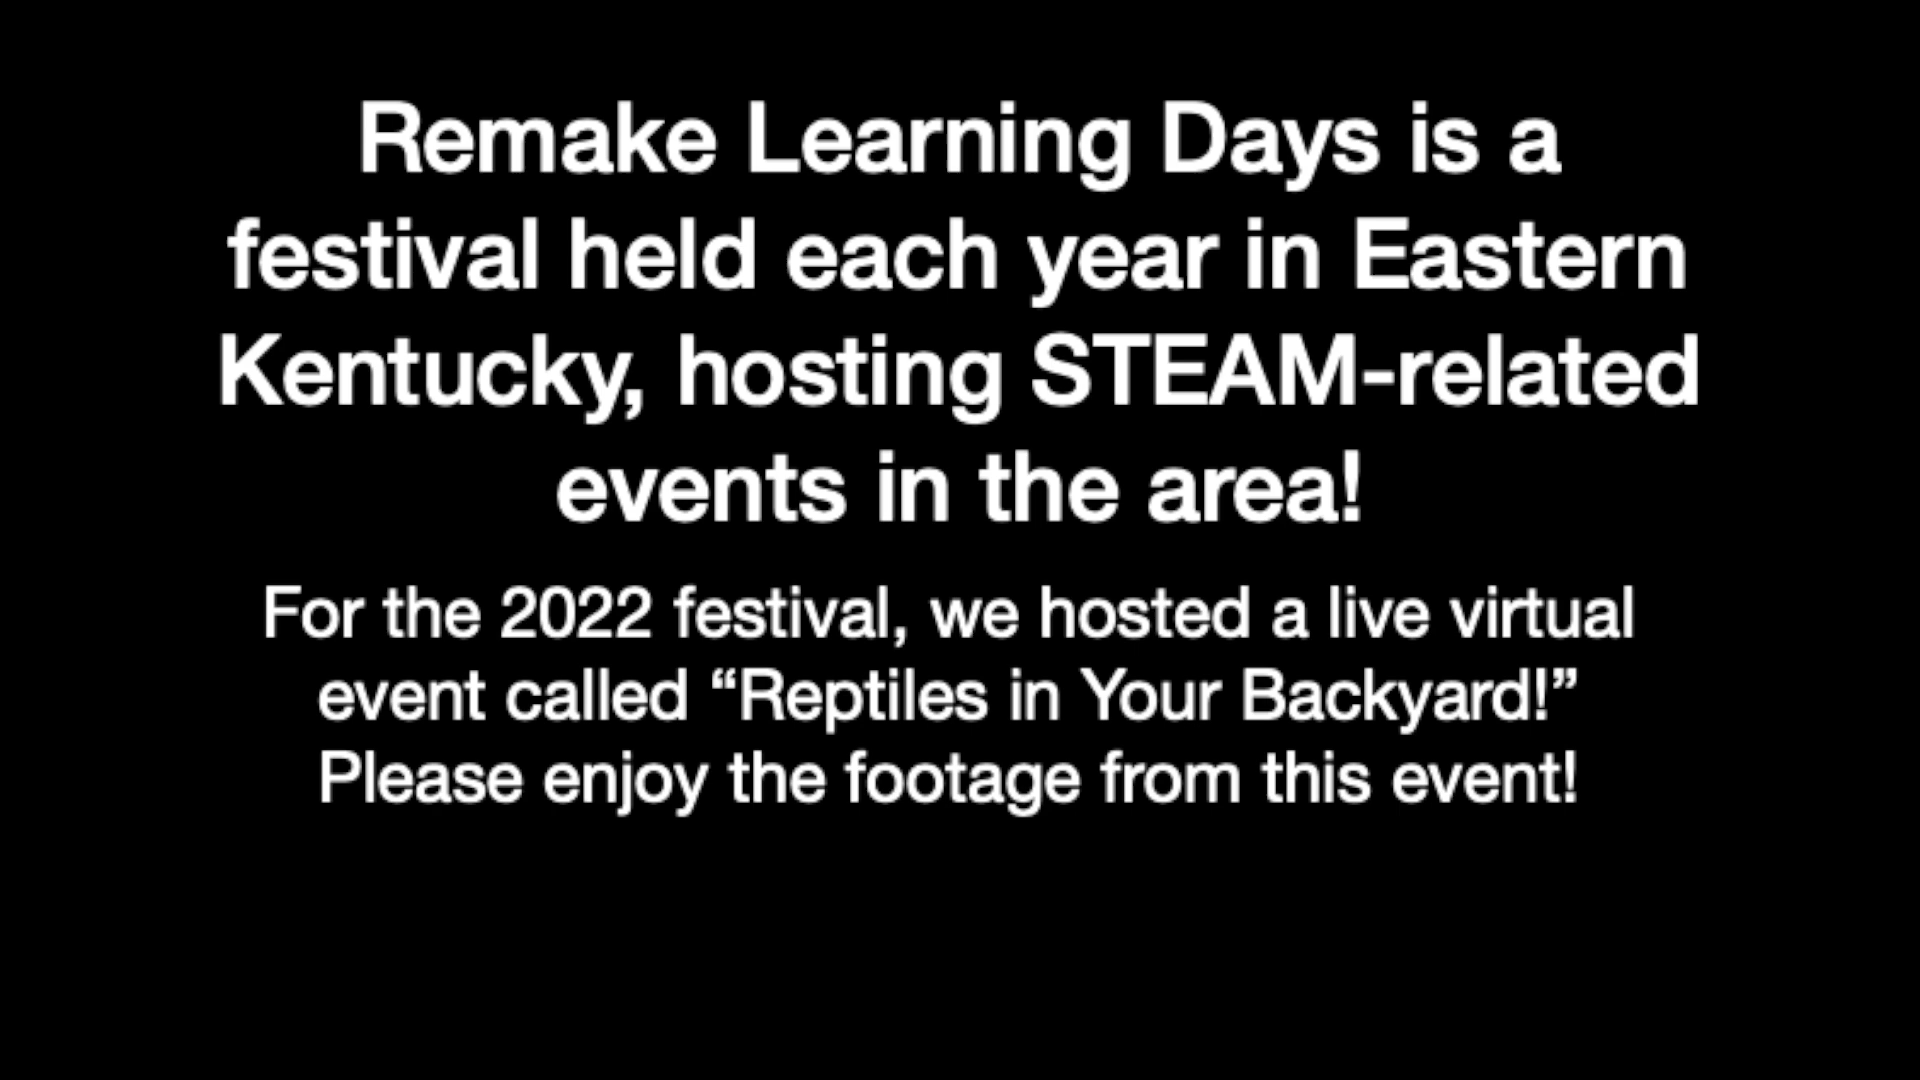 Remake Learning Days is a
festival held each year in Eastern
Kentucky, hosting STEAM-related
events in the area!
For the 2022 festival, we hosted a live virtual
event called “Reptiles in Your Backyard!”
Please enjoy the footage from this event!